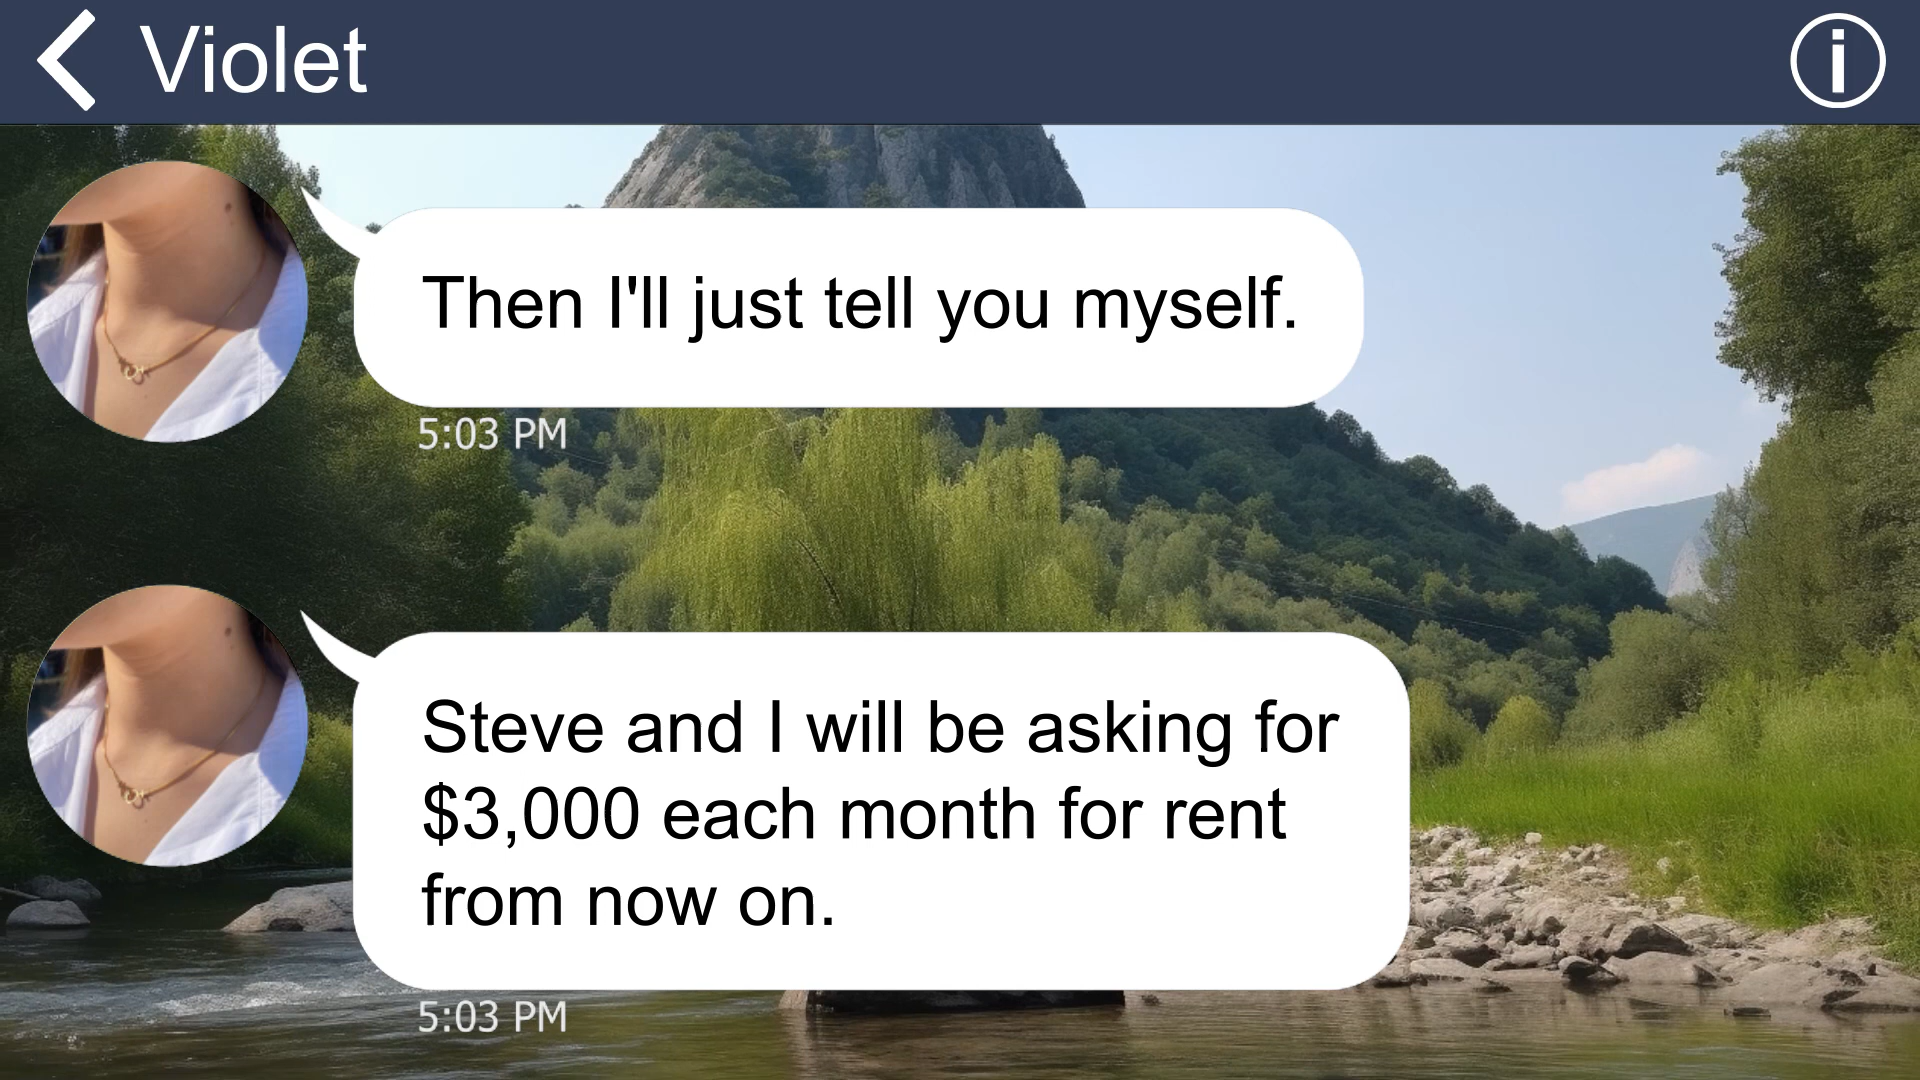 Violet
Then I'll just tell you myself.
5:03 PM
Steve and I will be asking for
$3,000 each month for rent
from now on.
5:03 PM